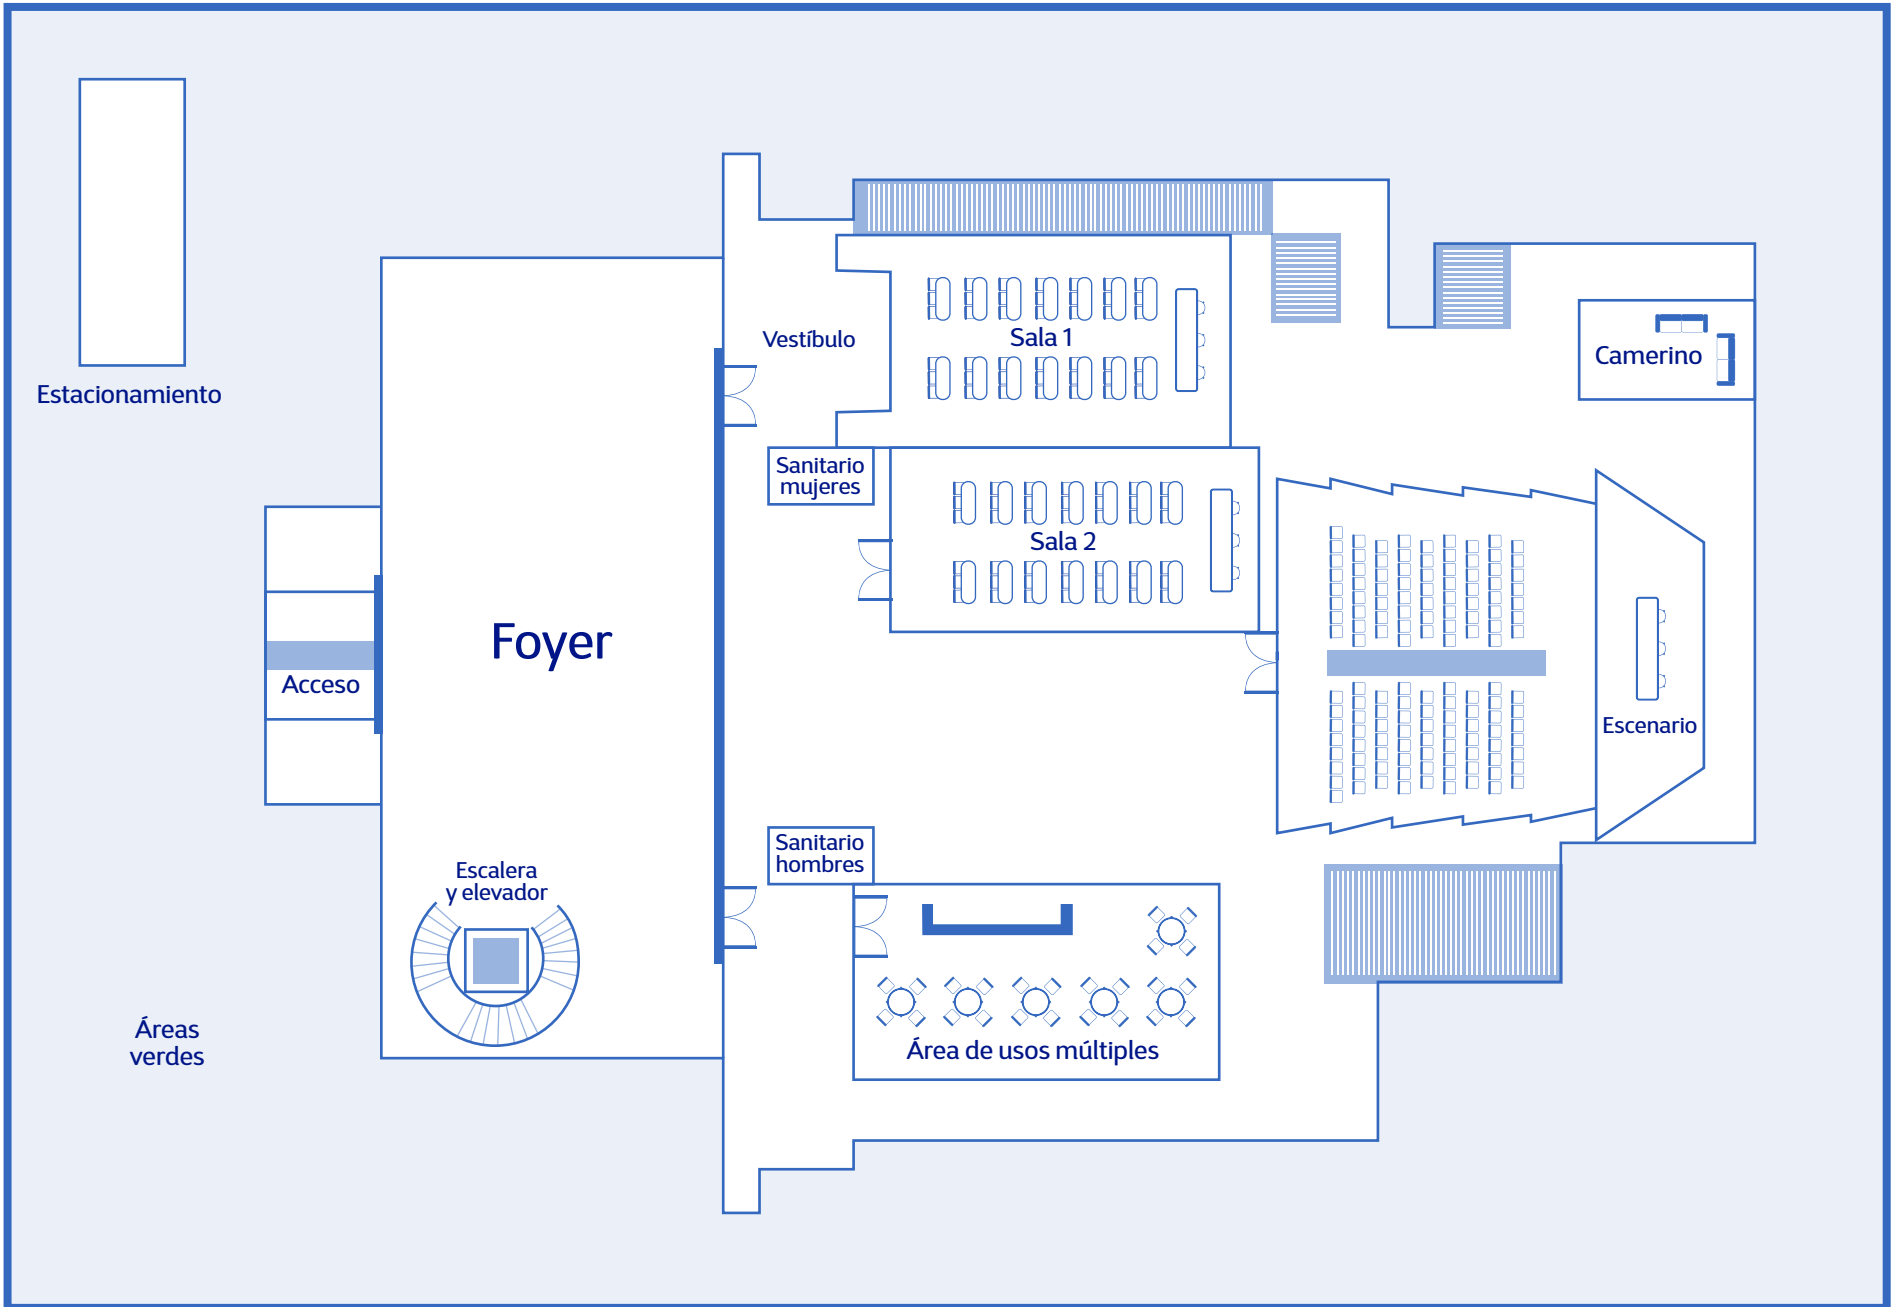 Estacionamiento
Vestíbulo
Sala 1
Camerino
Sanitario
mujeres
Sala 2
Foyer
Acceso
Escenario
Sanitario
hombres
Escalera
y elevador
Áreas
verdes
Área de usos múltiples